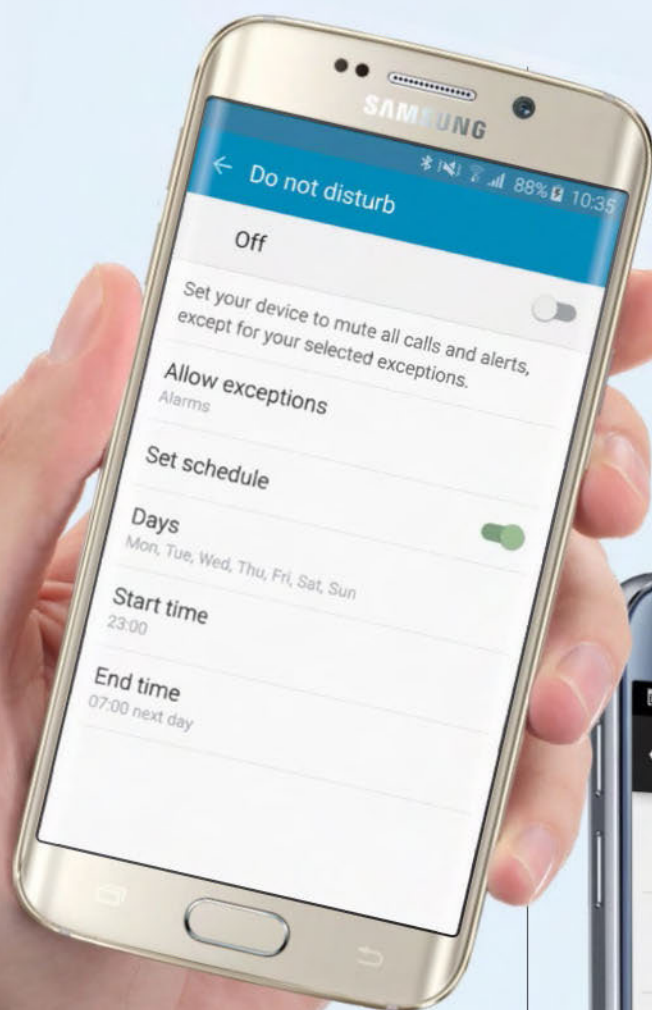 SAMSUNG
88% 10:35
Do not disturb
Off
Set your device to mute all calls and alerts,
except for your selected exceptions.
Allow exceptions
Alarms
Set schedule
Days
Mon, Tue, Wed, Thu, Fri, Sat, Sun
Start time
23:00
End time
07:00 next day